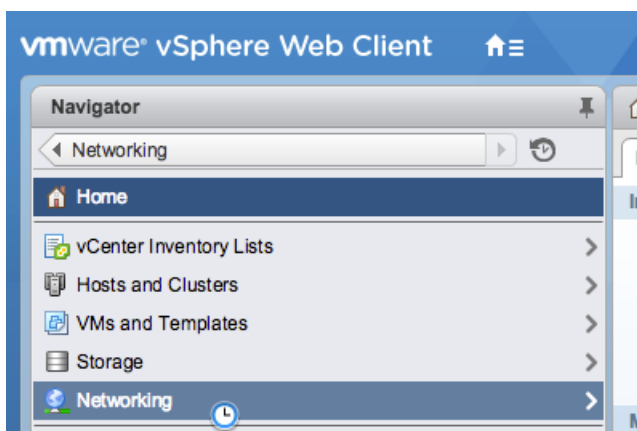 vmware® vSphere Web Client
Navigator
Networking
Home
vCenter Inventory Lists
Hosts and Clusters
VMs and Templates
Storage
Networking